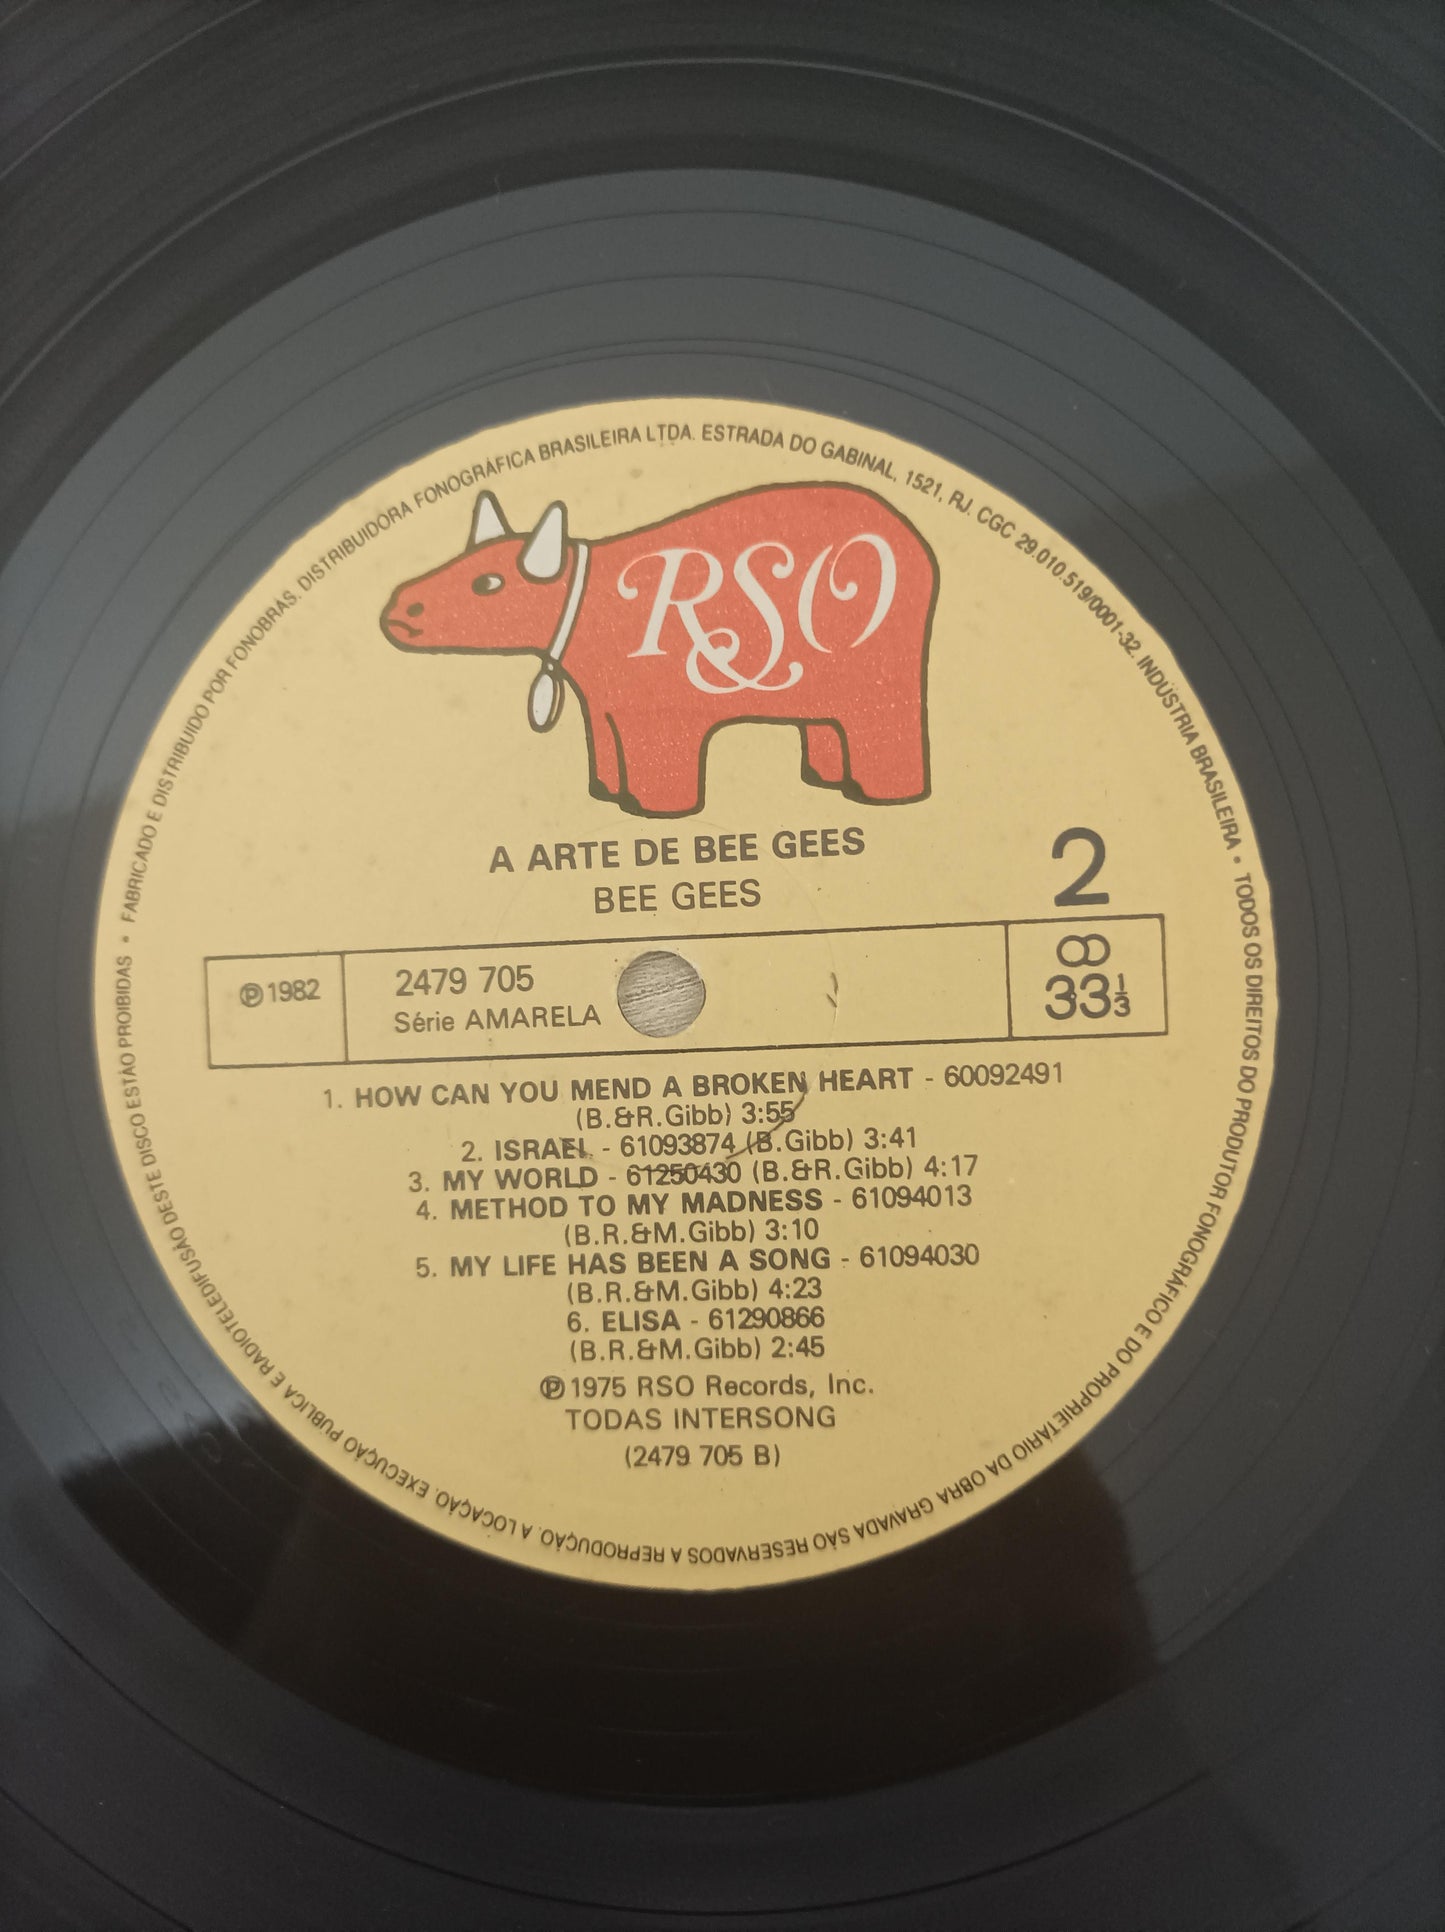 • FABRICADO E DISTRIBUIDO POR FONOBRÁS. DISTRIBUIDORA FONOGRÁFICA BRASILEIRA LTDA. ESTRADA DO GABINAL, 1521, RJ. CGC 29.010.519/0001-32. INDÚSTRIA BRASILEIRA • TODOS OS DIREITOS DO PRODUTOR FONOGRÁFICO E DO PROPRIETÁRIO DA OBRA GRAVADA SÃO RESERVADOS A REPRODUÇÃO. A LOCAÇÃO. EXECUÇÃO PÚBLICA E RADIOTELEDIFUSÃO DESTE DISCO ESTÃO PROIBIDAS
RSO
A ARTE DE BEE GEES
BEE GEES
2
℗1982
2479 705
Série AMARELA
33⅓
1. HOW CAN YOU MEND A BROKEN HEART - 60092491
(B.&R.Gibb) 3:55
2. ISRAEL - 61093874 (B.Gibb) 3:41
3. MY WORLD - 61250430 (B.&R.Gibb) 4:17
4. METHOD TO MY MADNESS - 61094013
(B.R.&M.Gibb) 3:10
5. MY LIFE HAS BEEN A SONG - 61094030
(B.R.&M.Gibb) 4:23
6. ELISA - 61290866
(B.R.&M.Gibb) 2:45
℗1975 RSO Records, Inc.
TODAS INTERSONG
(2479 705 B)